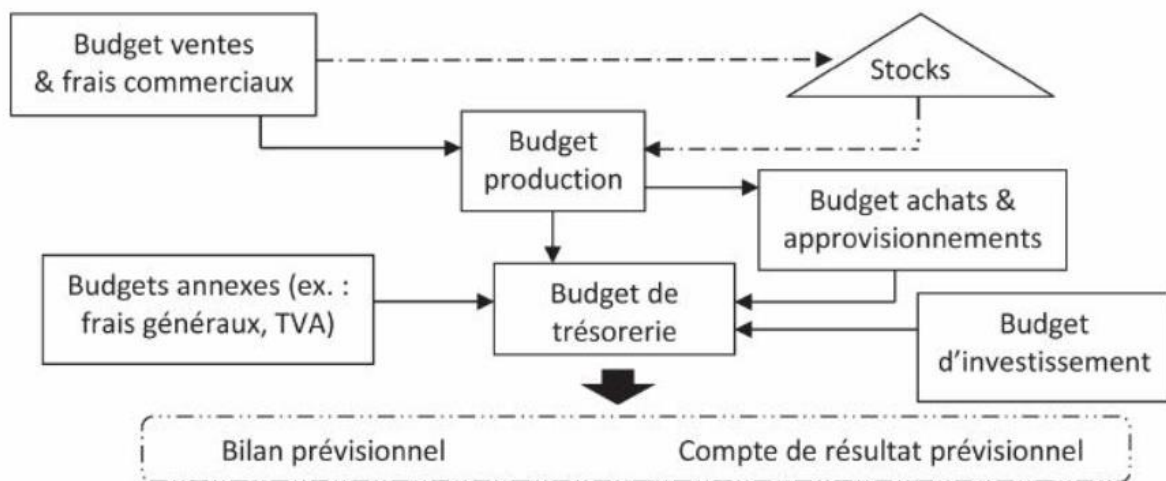 Budget ventes
& frais commerciaux
Stocks
Budget
production
Budget achats &
approvisionnements
Budgets annexes (ex. :
frais généraux, TVA)
Budget de
trésorerie
Budget
d’investissement
Bilan prévisionnel
Compte de résultat prévisionnel